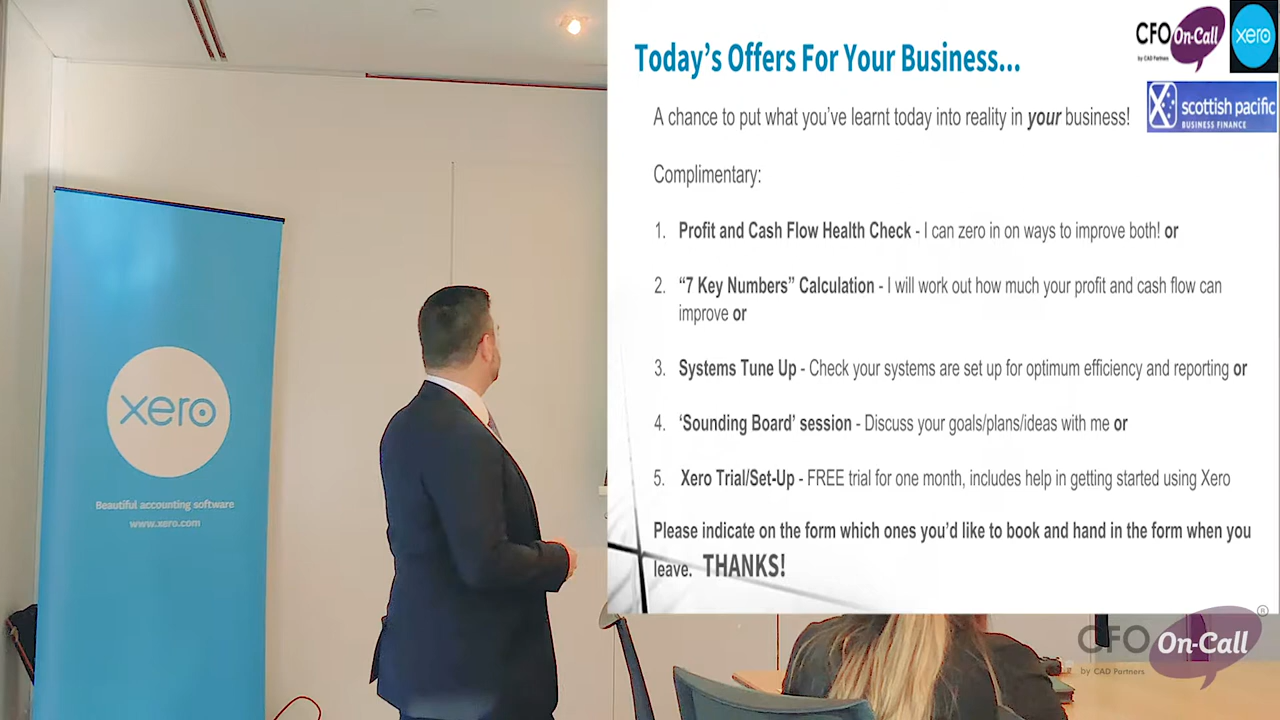 Today's Offers For Your Business...
CFO On-Call
by CAD Partners
xero
A chance to put what you've learnt today into reality in your business!
scottish pacific
BUSINESS FINANCE
Complimentary:
1. Profit and Cash Flow Health Check - I can zero in on ways to improve both! or
2. “7 Key Numbers” Calculation - I will work out how much your profit and cash flow can
improve or
3. Systems Tune Up - Check your systems are set up for optimum efficiency and reporting or
4. ‘Sounding Board’ session - Discuss your goals/plans/ideas with me or
5. Xero Trial/Set-Up - FREE trial for one month, includes help in getting started using Xero
Please indicate on the form which ones you'd like to book and hand in the form when you
leave. THANKS!
xero
Beautiful accounting software
www.xero.com
CFO On-Call ®
by CAD Partners